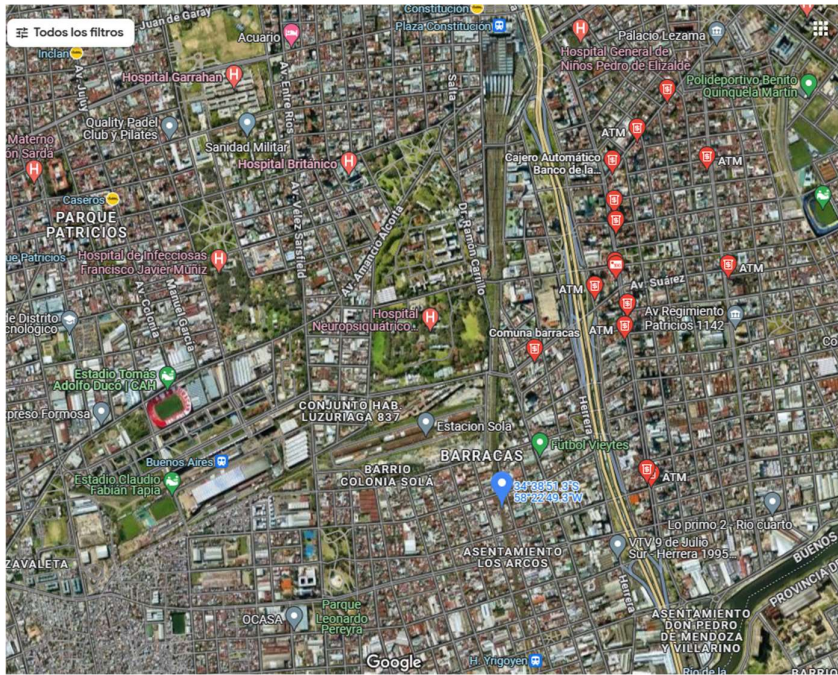 Juan de Garay
Constitución
Todos los filtros
Acuario
Plaza Constitución
Palacio Lezama
Inclan
Hospital General de
Niños Pedro de Elizalde
Hospital Garrahan
Av. Jujuy
Av. Entre Ríos
Salta
Polideportivo Benito
Quinquela Martin
Quality Padel
Club y Pilates
Sanidad Militar
ATM
Materno
Sardá
Hospital Británico
Cajero Automático
Banco de la...
ATM
Caseros
PARQUE
PATRICIOS
Av. Vélez Sarsfield
Av. Amancio Alcorta
Dr. Ramón Carrillo
Hospital de Infecciosas
Francisco Javier Muñiz
ue Patricios
Av. Colonia
Manuel García
ATM
Av. Suárez
ATM
Hospital
Neuropsiquiátrico...
de Distrito
cnológico
Comuna barracas
ATM
Av Regimiento
Patricios 1142
Estadio Tomás
Adolfo Ducó | CAH
xpreso Formosa
CONJUNTO HAB.
LUZURIAGA 837
Estacion Sola
Herrera
BARRACAS
Fútbol Vieytes
Buenos Aires
Estadio Claudio
Fabián Tapia
BARRIO
COLONIA SOLÁ
34°38'51.3"S
58°22'49.3"W
ATM
Lo primo 2 - Rio cuarto
ASENTAMIENTO
LOS ARCOS
VTV 9 de Julio
Sur - Herrera 1995...
BUENOS
PROVINCIA D
ZAVALETA
Herrera
OCASA
Parque
Leonardo
Pereyra
ASENTAMIENTO
DON PEDRO
DE MENDOZA
Y VILLARINO
Google
H. Yrigoyen
Rio de la
BARRIO